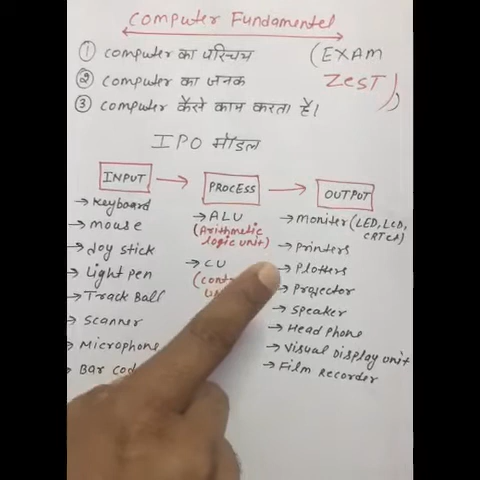 Computer Fundamentel
① Computer का परिचय
(EXAM ZEST)
② Computer का जनक
③ Computer कैसे काम करता है।
IPO मॉडल
INPUT → PROCESS → OUTPUT
→ Keyboard
→ Mouse
→ Joy stick
→ Light Pen
→ Track Ball
→ Scanner
→ Microphone
→ Bar
→ ALU
(Arithmetic
logic unit)
→ CU
→ Moniter (LED, LCD,
CRT
→ Printers
→ Plotters
→ Projector
→ Speaker
→ Head Phone
→ Visual Display Unit
→ Film Recorder